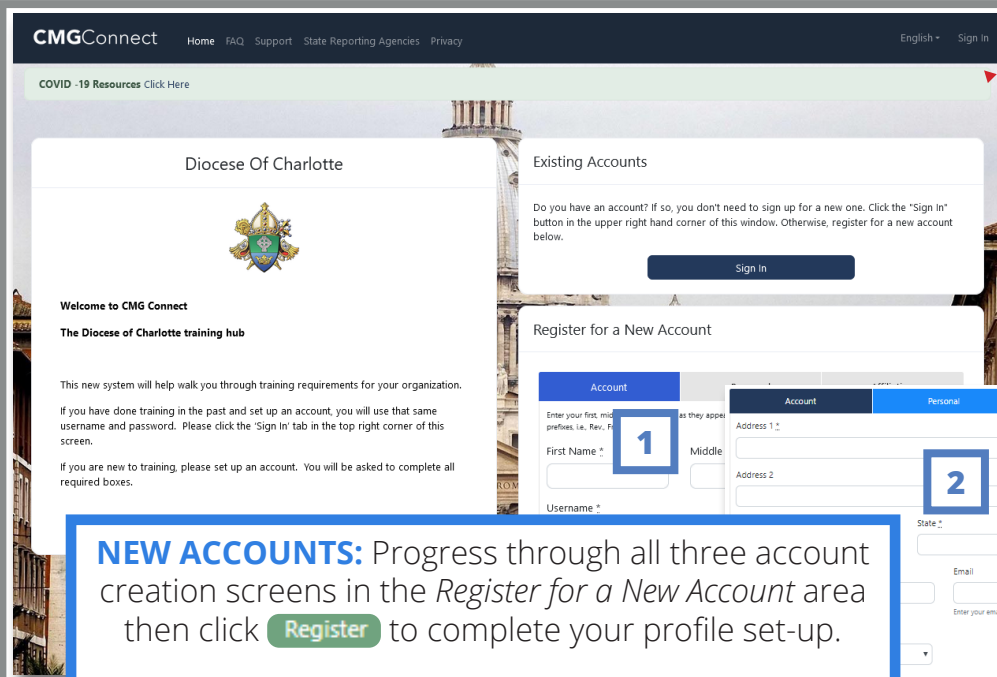 CMGConnect Home FAQ Support State Reporting Agencies Privacy English Sign In
COVID -19 Resources Click Here
Diocese Of Charlotte
Welcome to CMG Connect
The Diocese of Charlotte training hub
This new system will help walk you through training requirements for your organization.
If you have done training in the past and set up an account, you will use that same
username and password. Please click the 'Sign In' tab in the top right corner of this
screen.
If you are new to training, please set up an account. You will be asked to complete all
required boxes.
Existing Accounts
Do you have an account? If so, you don't need to sign up for a new one. Click the "Sign In"
button in the upper right hand corner of this window. Otherwise, register for a new account
below.
Sign In
Register for a New Account
Account
Enter your first, as they
prefixes, i.e., Rev.,
First Name * Middle
Username *
1
Account Personal
Address 1 *
Address 2
2
State *
Email
Enter your
NEW ACCOUNTS: Progress through all three account
creation screens in the Register for a New Account area
then click Register to complete your profile set-up.